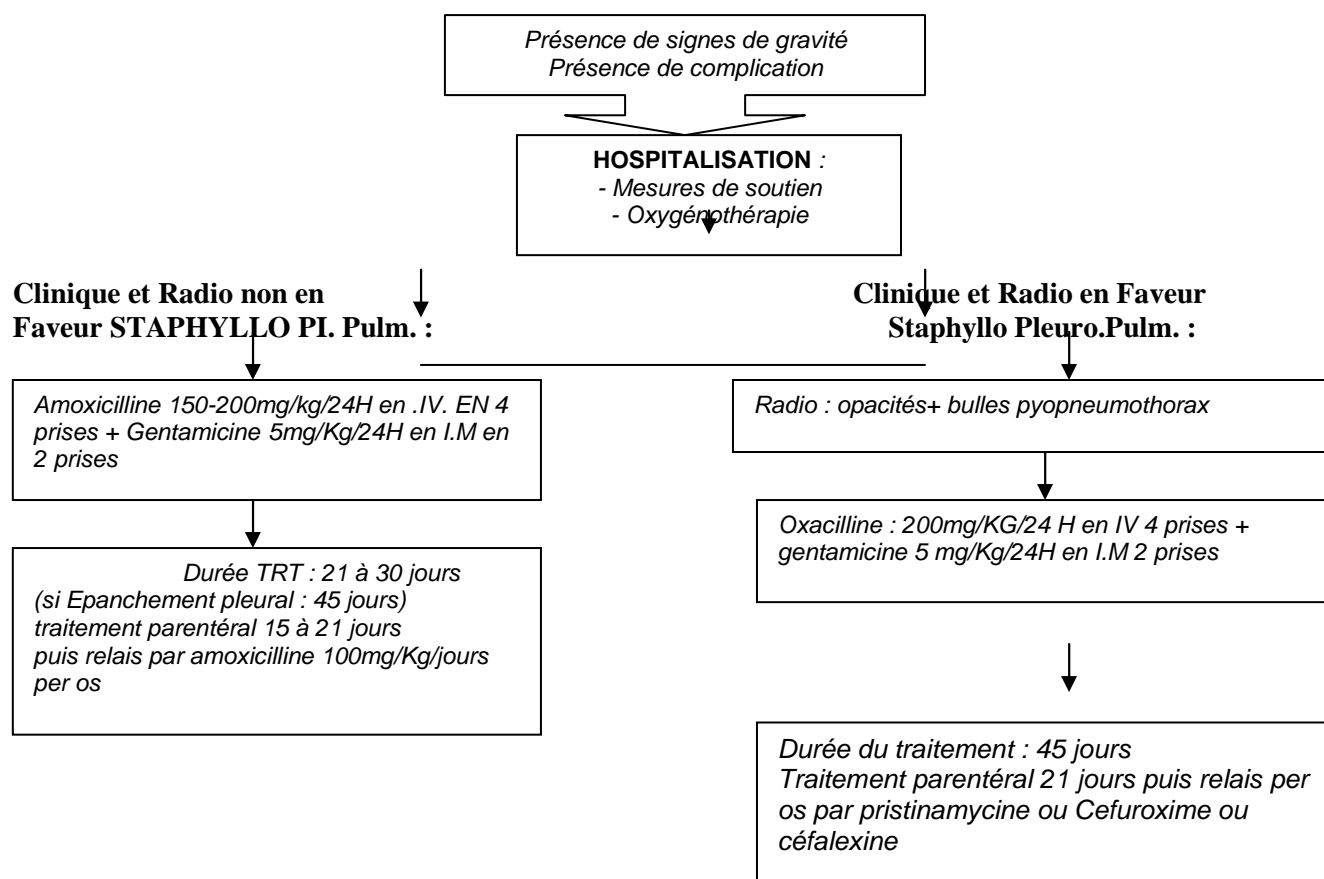 Présence de signes de gravité
Présence de complication
HOSPITALISATION :
- Mesures de soutien
- Oxygénothérapie
Clinique et Radio non en
Faveur STAPHYLLO PI. Pulm. :
Clinique et Radio en Faveur
Staphyllo Pleuro.Pulm. :
Amoxicilline 150-200mg/kg/24H en .IV. EN 4
prises + Gentamicine 5mg/Kg/24H en I.M en
2 prises
Radio : opacités+ bulles pyopneumothorax
Oxacilline : 200mg/KG/24 H en IV 4 prises +
gentamicine 5 mg/Kg/24H en I.M 2 prises
Durée TRT : 21 à 30 jours
(si Epanchement pleural : 45 jours)
traitement parentéral 15 à 21 jours
puis relais par amoxicilline 100mg/Kg/jours
per os
Durée du traitement : 45 jours
Traitement parentéral 21 jours puis relais per
os par pristinamycine ou Cefuroxime ou
céfalexine